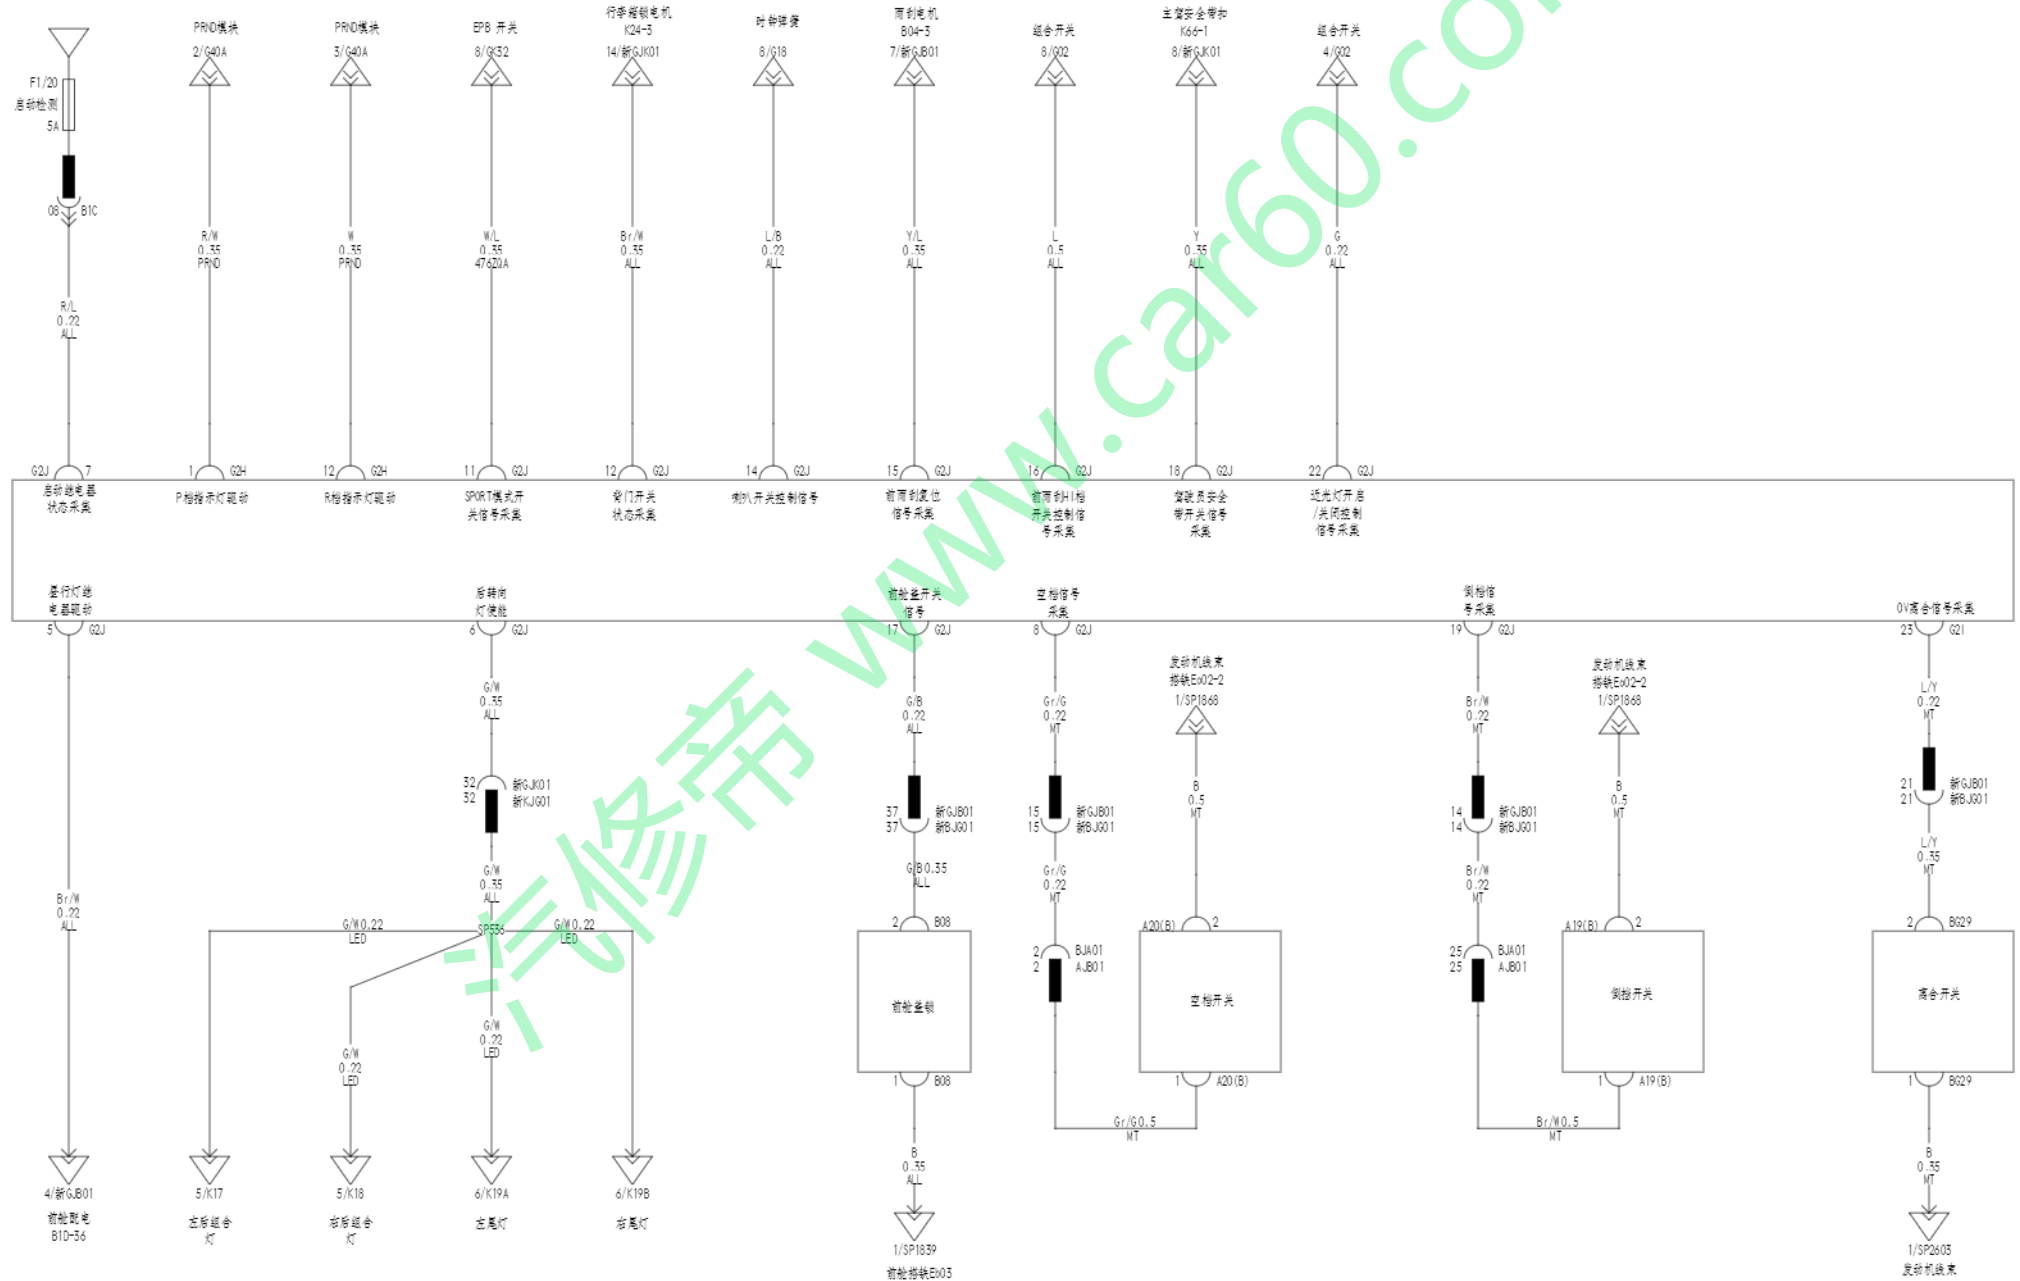 PRND模块
2/G40A
PRND模块
3/G40A
EPB 开关
8/GK32
行李箱锁电机
K24-3
14/新GJK01
时钟弹簧
8/G18
雨刮电机
B04-3
7/新GJB01
组合开关
8/G02
主驾安全带扣
K66-1
8/新GJK01
组合开关
4/G02
F1/20
启动检测
5A
08 B1C
R/L
0.22
ALL
R/W
0.35
PRND
W
0.35
PRND
W/L
0.35
476ZQA
Br/W
0.35
ALL
L/B
0.22
ALL
Y/L
0.35
ALL
L
0.5
ALL
Y
0.35
ALL
G
0.22
ALL
G2J 7
1 G2H
12 G2H
11 G2J
12 G2J
14 G2J
15 G2J
16 G2J
18 G2J
22 G2J
启动继电器
状态采集
P档指示灯驱动
R档指示灯驱动
SPORT模式开
关信号采集
背门开关
状态采集
喇叭开关控制信号
前雨刮复位
信号采集
前雨刮HI档
开关控制信
号采集
驾驶员安全
带开关信号
采集
近光灯开启
/关闭控制
信号采集
昼行灯继
电器驱动
后转向
灯使能
前舱盖开关
信号
空档信号
采集
倒档信
号采集
0V离合信号采集
5 G2J
6 G2J
17 G2J
8 G2J
19 G2J
23 G2I
Br/W
0.22
ALL
G/W
0.35
ALL
32 新GJK01
32 新KJG01
G/W
0.35
ALL
SP536
G/W0.22
LED
G/W0.22
LED
G/W
0.22
LED
G/W
0.22
LED
G/B
0.22
ALL
37 新GJB01
37 新BJG01
G/B0.35
ALL
2 B08
前舱盖锁
1 B08
B
0.35
ALL
Gr/G
0.22
MT
15 新GJB01
15 新BJG01
Gr/G
0.22
MT
2 BJA01
2 AJB01
发动机线束
搭铁Eb02-2
1/SP1868
B
0.5
MT
A20(B) 2
空档开关
1 A20(B)
Gr/G0.5
MT
Br/W
0.22
MT
14 新GJB01
14 新BJG01
Br/W
0.22
MT
25 BJA01
25 AJB01
发动机线束
搭铁Eb02-2
1/SP1868
B
0.5
MT
A19(B) 2
倒档开关
1 A19(B)
Br/W0.5
MT
L/Y
0.22
MT
21 新GJB01
21 新BJG01
L/Y
0.35
MT
2 BG29
离合开关
1 BG29
B
0.35
MT
4/新GJB01
前舱配电
B1D-36
5/K17
左后组合
灯
5/K18
右后组合
灯
6/K19A
左尾灯
6/K19B
右尾灯
1/SP1839
前舱搭铁Eb03
1/SP2603
发动机线束
汽修帝 www.car60.co